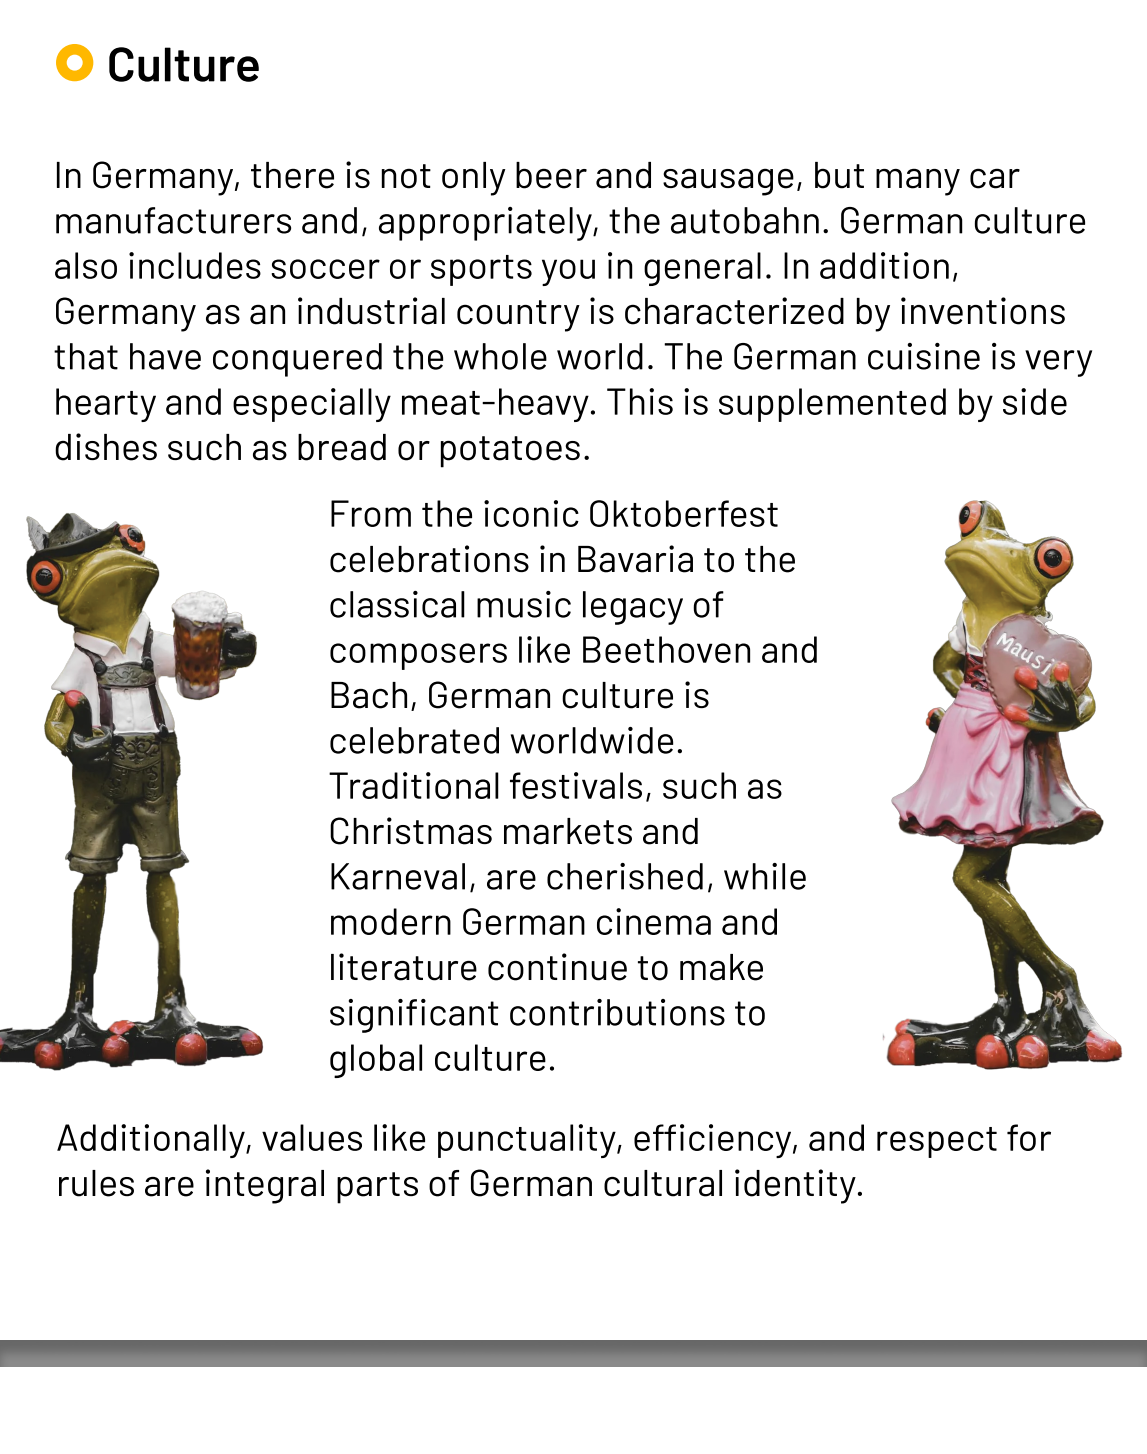 Culture
In Germany, there is not only beer and sausage, but many car
manufacturers and, appropriately, the autobahn. German culture
also includes soccer or sports you in general. In addition,
Germany as an industrial country is characterized by inventions
that have conquered the whole world. The German cuisine is very
hearty and especially meat-heavy. This is supplemented by side
dishes such as bread or potatoes.
From the iconic Oktoberfest
celebrations in Bavaria to the
classical music legacy of
composers like Beethoven and
Bach, German culture is
celebrated worldwide.
Traditional festivals, such as
Christmas markets and
Karneval, are cherished, while
modern German cinema and
literature continue to make
significant contributions to
global culture.
Mausi
Additionally, values like punctuality, efficiency, and respect for
rules are integral parts of German cultural identity.